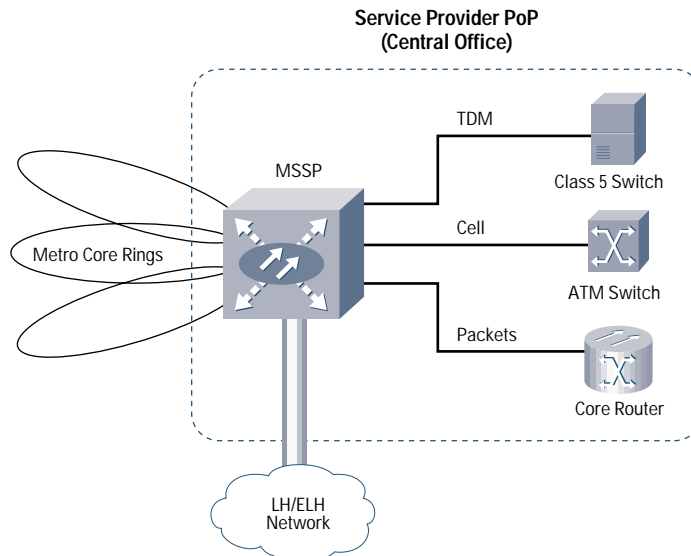 Service Provider PoP
(Central Office)
TDM
MSSP
Class 5 Switch
Metro Core Rings
Cell
ATM Switch
Packets
Core Router
LH/ELH
Network